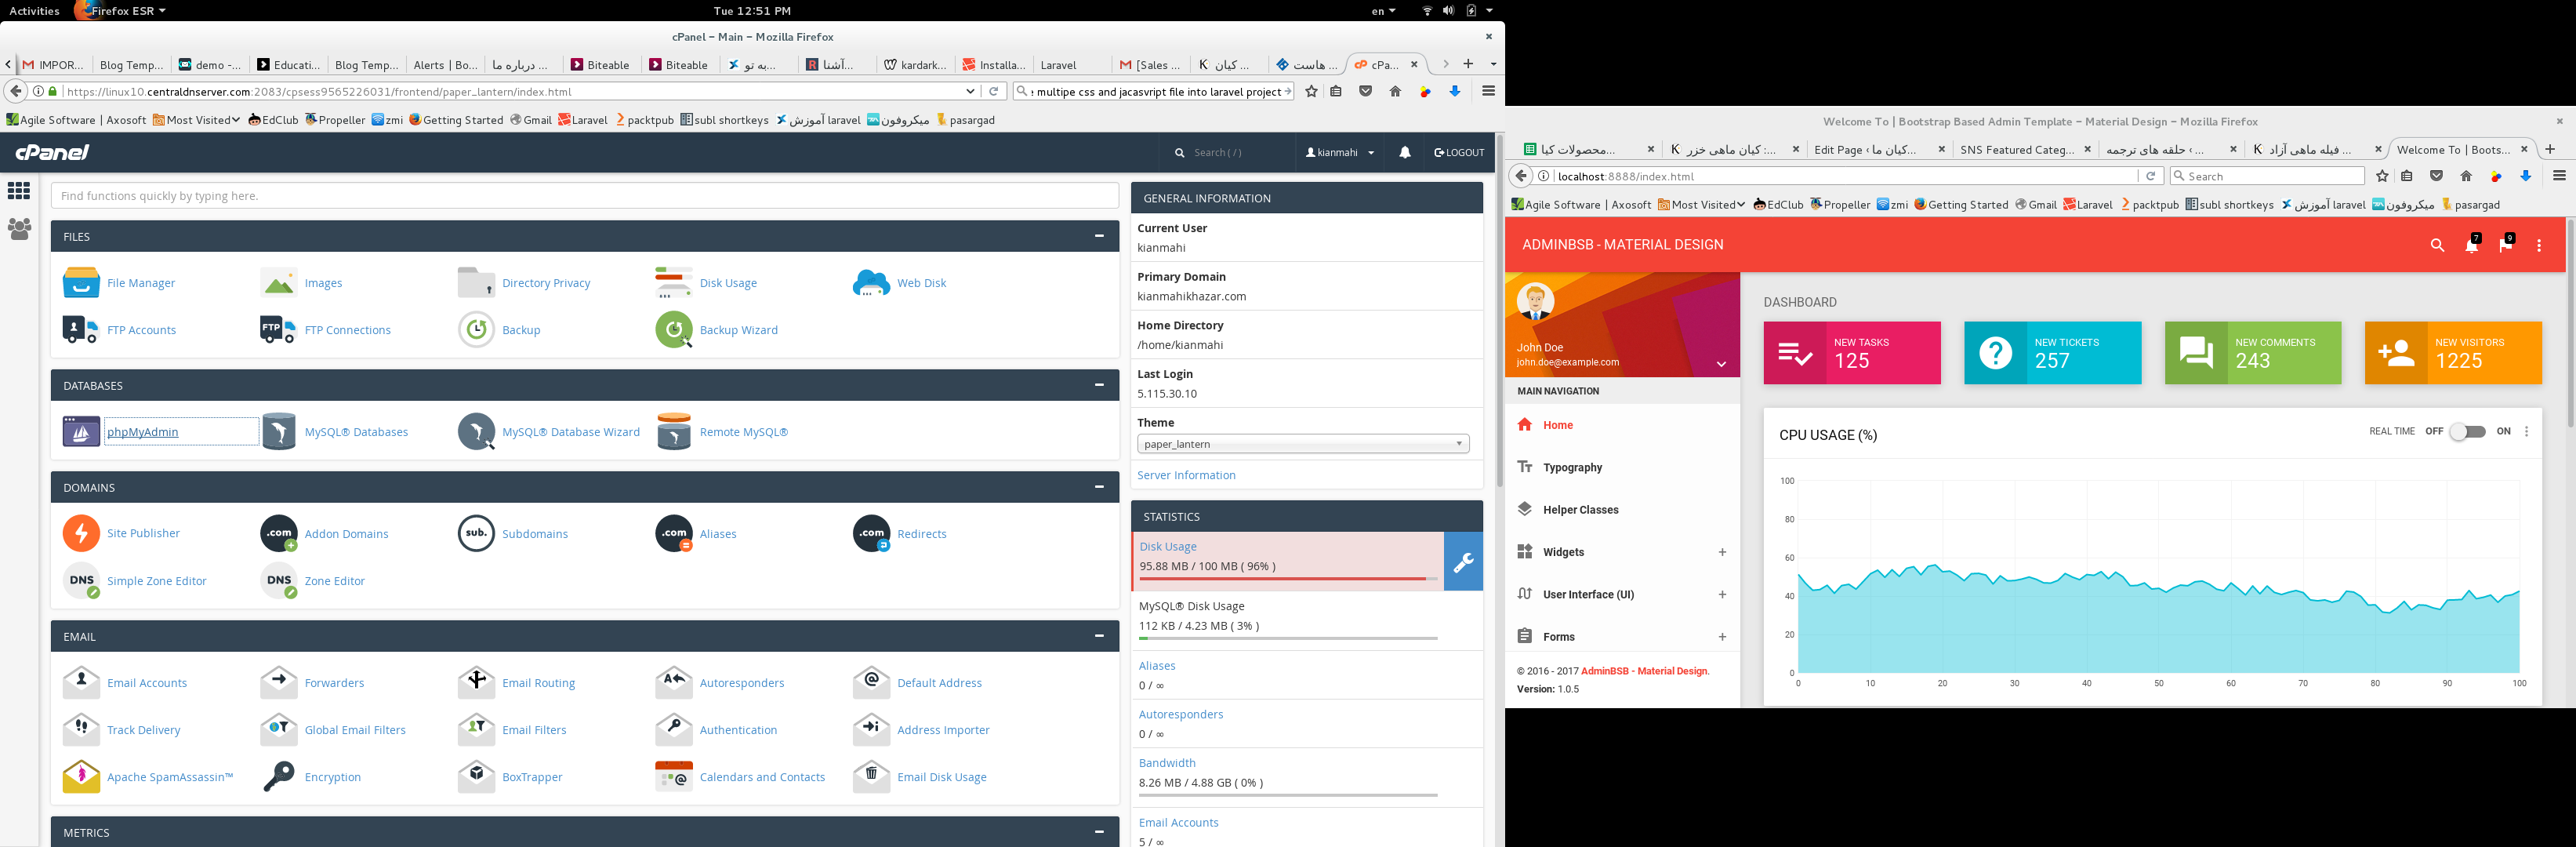 Activities
Firefox ESR
Tue 12:51 PM
en
cPanel – Main – Mozilla Firefox
IMPOR...
Blog Temp...
demo -...
Educati...
Blog Temp...
Alerts | Bo...
درباره ما ...
Biteable
Biteable
به تو...
آشنا...
kardark...
Installa...
Laravel
[Sales ...
کیان ...
هاست ...
cPa...
https://linux10.centraldnserver.com:2083/cpsess9565226031/frontend/paper_lantern/index.html
multipe css and jacasvript file into laravel project
Agile Software | Axosoft
Most Visited
EdClub
Propeller
zmi
Getting Started
Gmail
Laravel
packtpub
subl shortkeys
آموزش laravel
میکروفون
pasargad
cPanel
Search ( / )
kianmahi
LOGOUT
Find functions quickly by typing here.
FILES
File Manager
Images
Directory Privacy
Disk Usage
Web Disk
FTP Accounts
FTP
FTP Connections
Backup
Backup Wizard
DATABASES
phpMyAdmin
MySQL® Databases
MySQL® Database Wizard
Remote MySQL®
DOMAINS
Site Publisher
.com
Addon Domains
sub.
Subdomains
.com
Aliases
.com
Redirects
DNS
Simple Zone Editor
DNS
Zone Editor
EMAIL
Email Accounts
Forwarders
Email Routing
Autoresponders
Default Address
Track Delivery
Global Email Filters
Email Filters
Authentication
Address Importer
Apache SpamAssassin™
Encryption
BoxTrapper
Calendars and Contacts
Email Disk Usage
METRICS
GENERAL INFORMATION
Current User
kianmahi
Primary Domain
kianmahikhazar.com
Home Directory
/home/kianmahi
Last Login
5.115.30.10
Theme
paper_lantern
Server Information
STATISTICS
Disk Usage
95.88 MB / 100 MB ( 96% )
MySQL® Disk Usage
112 KB / 4.23 MB ( 3% )
Aliases
0 / ∞
Autoresponders
0 / ∞
Bandwidth
8.26 MB / 4.88 GB ( 0% )
Email Accounts
5 / ∞
Welcome To | Bootstrap Based Admin Template – Material Design – Mozilla Firefox
محصولات کیا...
کیان ماهی خزر: ...
Edit Page ‹ کیان ما...
SNS Featured Categ...
حلقه های ترجمه ‹ ...
فیله ماهی آزاد ...
Welcome To | Boots...
localhost:8888/index.html
Search
Agile Software | Axosoft
Most Visited
EdClub
Propeller
zmi
Getting Started
Gmail
Laravel
packtpub
subl shortkeys
آموزش laravel
میکروفون
pasargad
ADMINBSB - MATERIAL DESIGN
7
9
John Doe
john.doe@example.com
MAIN NAVIGATION
Home
Typography
Helper Classes
Widgets
User Interface (UI)
Forms
© 2016 - 2017 AdminBSB - Material Design.
Version: 1.0.5
DASHBOARD
NEW TASKS
125
NEW TICKETS
257
NEW COMMENTS
243
NEW VISITORS
1225
CPU USAGE (%)
REAL TIME OFF ON
100
80
60
40
20
0
0 10 20 30 40 50 60 70 80 90 100